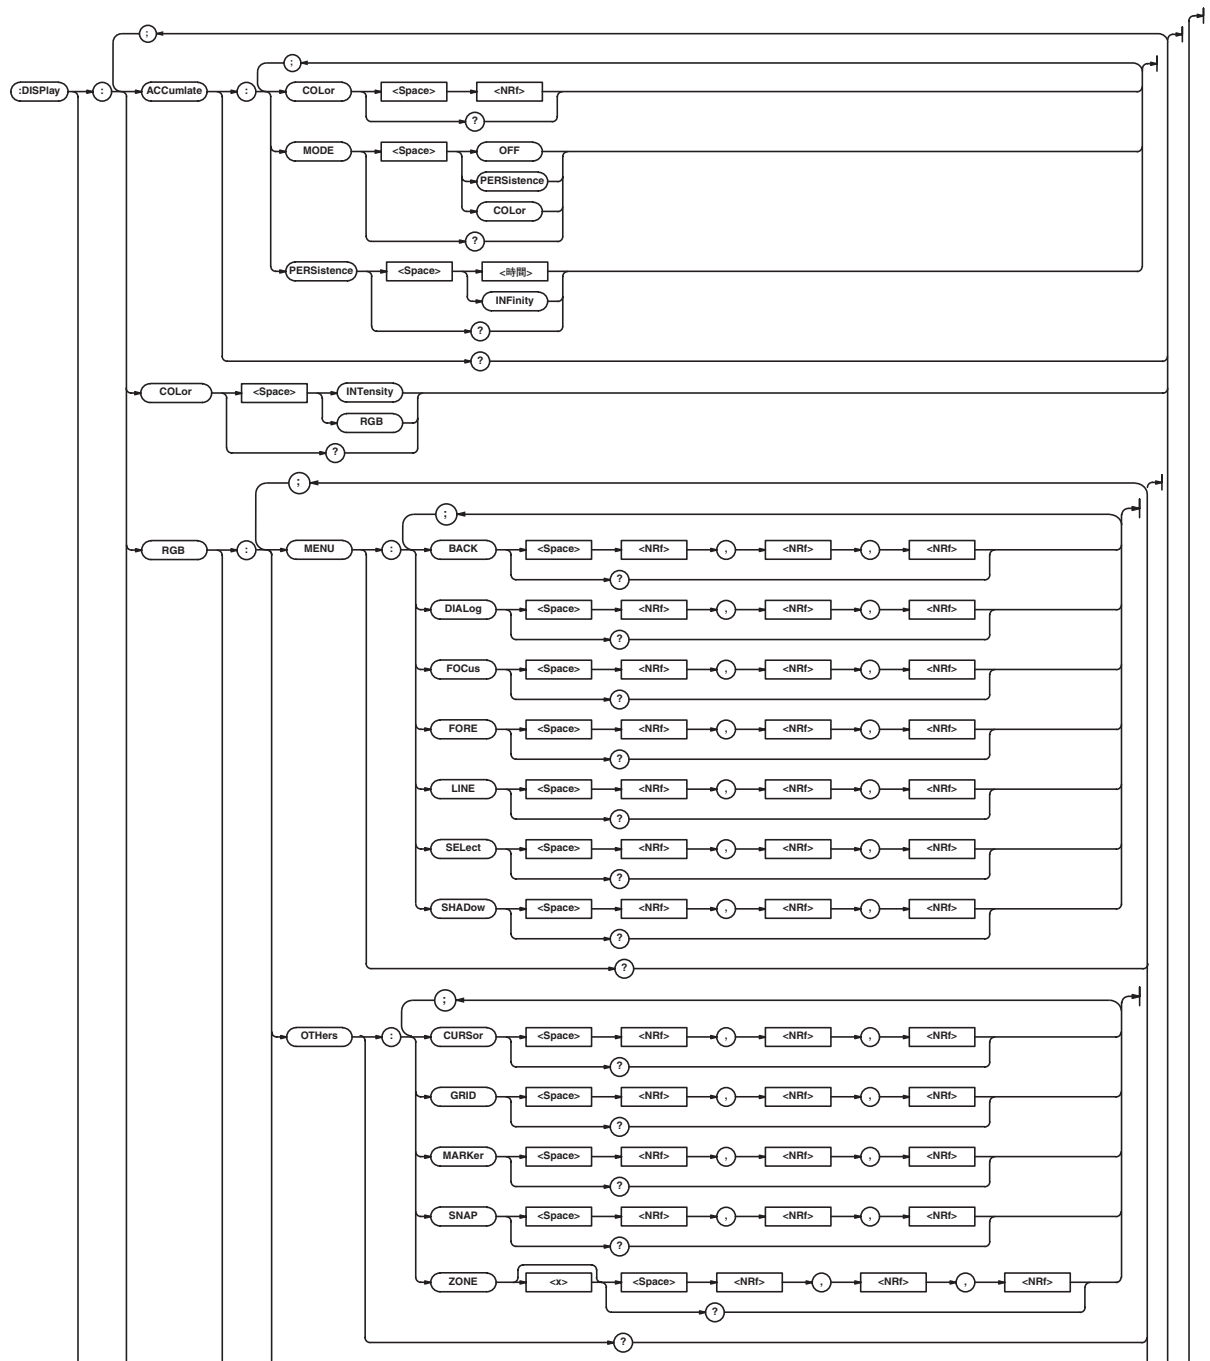 ;
;
:DISPlay : ACCumlate : COLor <Space> <NRf>
?
MODE <Space> OFF
PERSistence
COLor
?
PERSistence <Space> <時間>
INFinity
?
?
COLor <Space> INTensity
RGB
?
;
;
RGB : MENU : BACK <Space> <NRf> , <NRf> , <NRf>
?
DIALog <Space> <NRf> , <NRf> , <NRf>
?
FOCus <Space> <NRf> , <NRf> , <NRf>
?
FORE <Space> <NRf> , <NRf> , <NRf>
?
LINE <Space> <NRf> , <NRf> , <NRf>
?
SELect <Space> <NRf> , <NRf> , <NRf>
?
SHADow <Space> <NRf> , <NRf> , <NRf>
?
?
;
OTHers : CURSor <Space> <NRf> , <NRf> , <NRf>
?
GRID <Space> <NRf> , <NRf> , <NRf>
?
MARKer <Space> <NRf> , <NRf> , <NRf>
?
SNAP <Space> <NRf> , <NRf> , <NRf>
?
ZONE <x> <Space> <NRf> , <NRf> , <NRf>
?
?